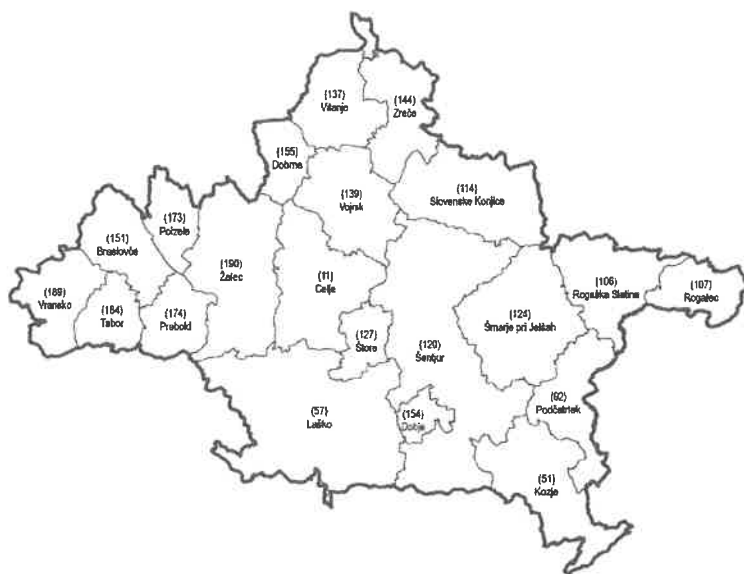 (137)
Vitanje
(144)
Zreče
(155)
Dobrna
(139)
Vojnik
(114)
Slovenske Konjice
(173)
Polzela
(151)
Braslovče
(190)
Žalec
(11)
Celje
(106)
Rogaška Slatina
(107)
Rogatec
(189)
Vransko
(184)
Tabor
(174)
Prebold
(127)
Štore
(120)
Šentjur
(124)
Šmarje pri Jelšah
(92)
Podčetrtek
(57)
Laško
(154)
Dobje
(51)
Kozje